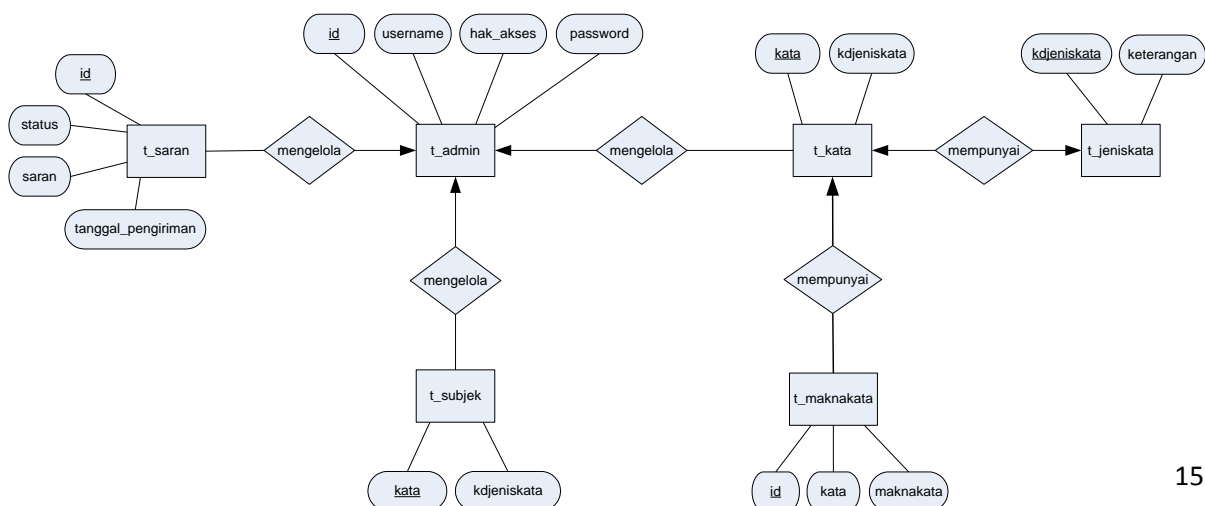 id
username
hak_akses
password
kata
kdjeniskata
kdjeniskata
keterangan
id
status
saran
tanggal_pengiriman
t_saran
mengelola
t_admin
mengelola
t_kata
mempunyai
t_jeniskata
mengelola
mempunyai
t_subjek
t_maknakata
kata
kdjeniskata
id
kata
maknakata
15